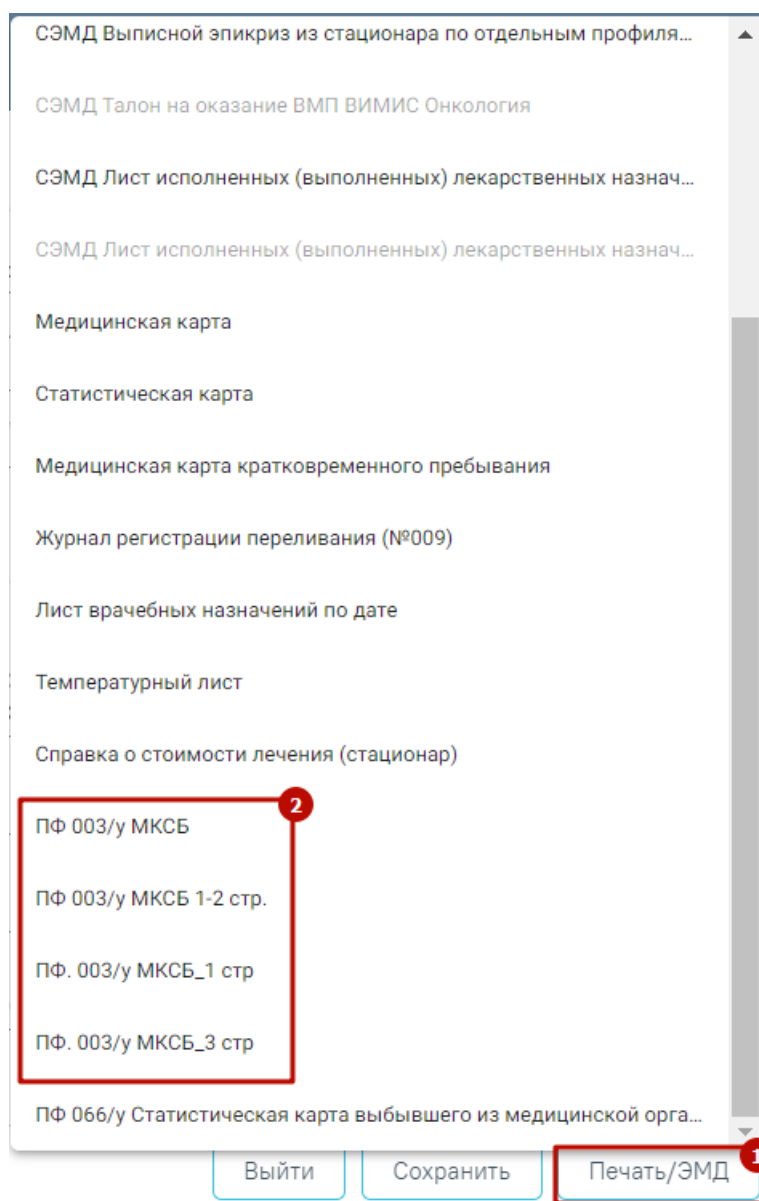 СЭМД Выписной эпикриз из стационара по отдельным профиля...
СЭМД Талон на оказание ВМП ВИМИС Онкология
СЭМД Лист исполненных (выполненных) лекарственных назнач...
СЭМД Лист исполненных (выполненных) лекарственных назнач...
Медицинская карта
Статистическая карта
Медицинская карта кратковременного пребывания
Журнал регистрации переливания (№009)
Лист врачебных назначений по дате
Температурный лист
Справка о стоимости лечения (стационар)
2
ПФ 003/у МКСБ
ПФ 003/у МКСБ 1-2 стр.
ПФ. 003/у МКСБ_1 стр
ПФ. 003/у МКСБ_3 стр
ПФ 066/у Статистическая карта выбывшего из медицинской орга...
1
Выйти Сохранить Печать/ЭМД